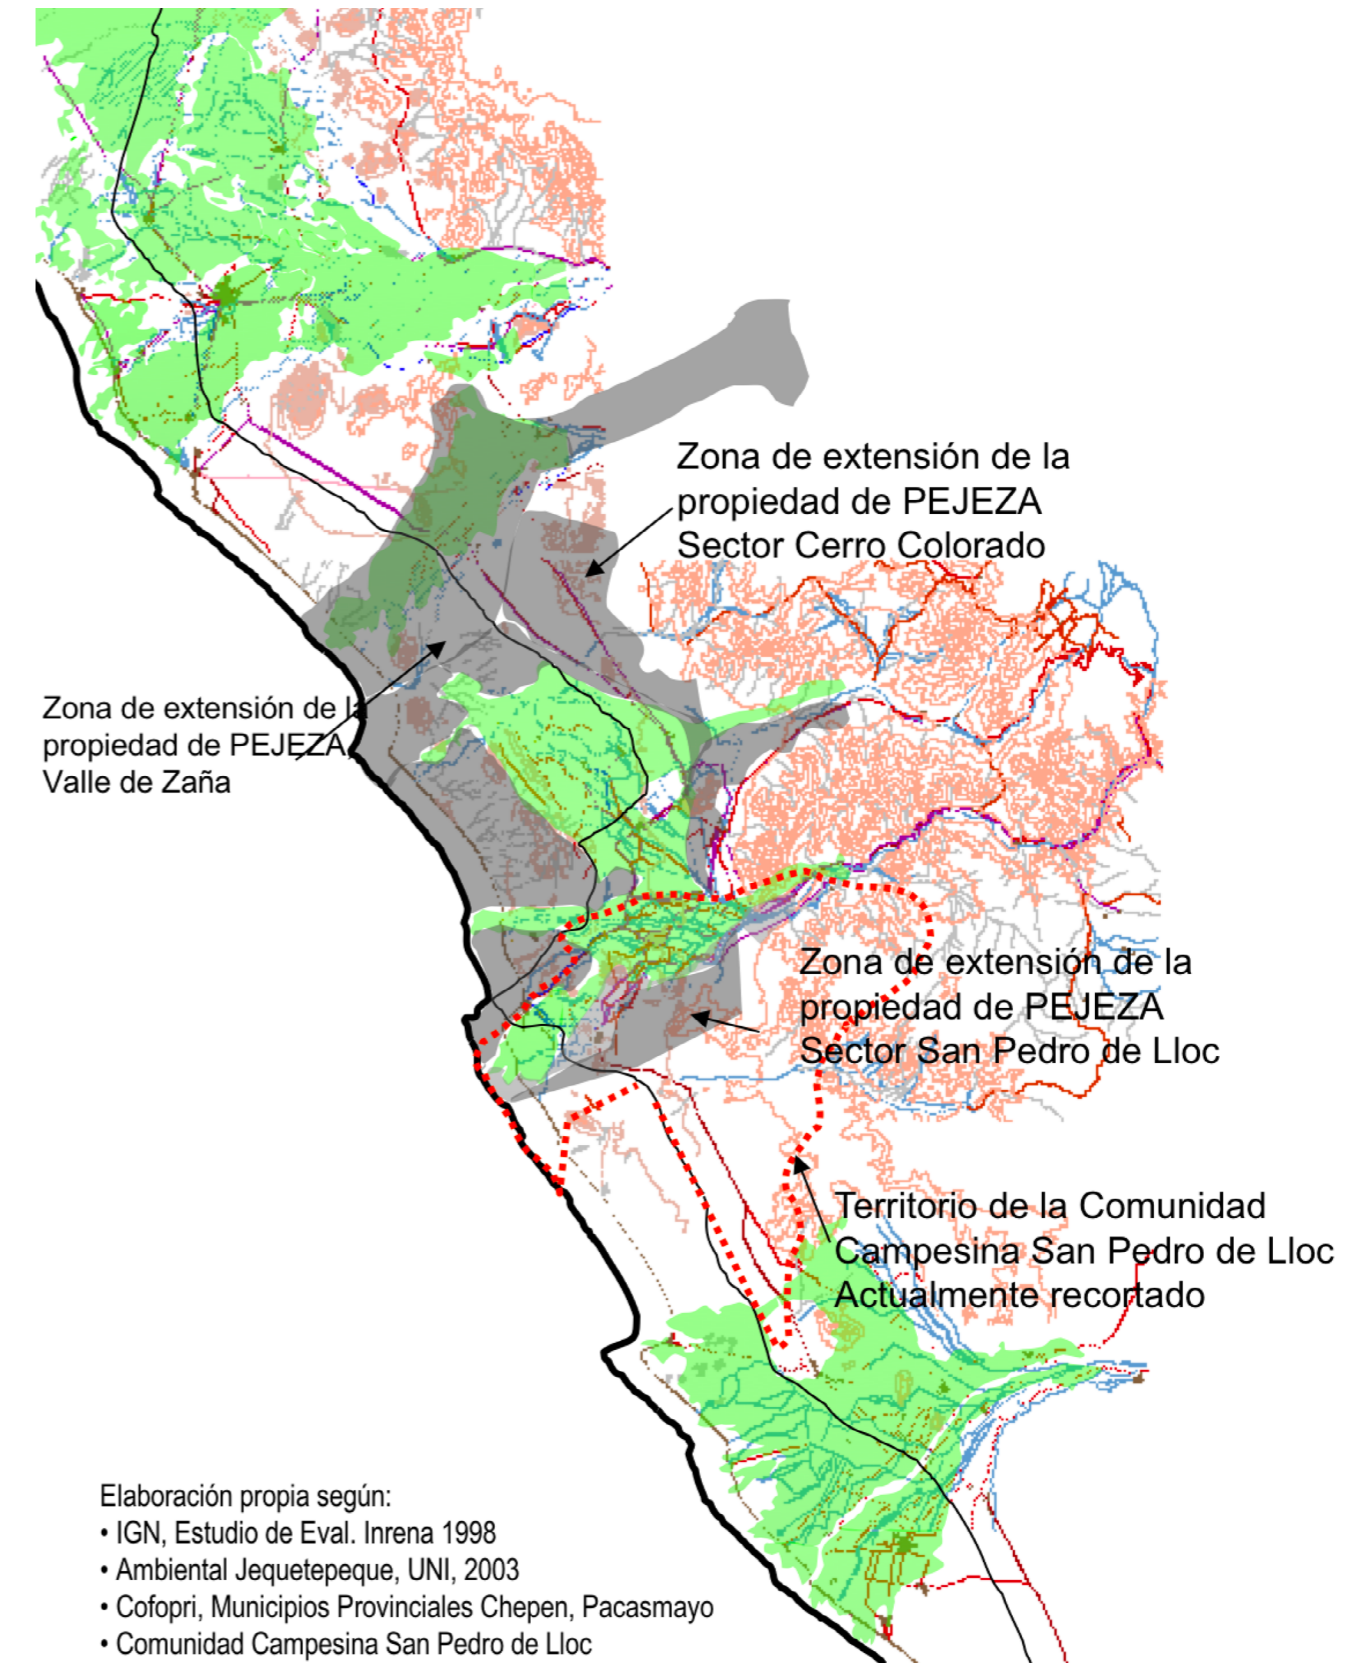 Zona de extensión de la
propiedad de PEJEZA
Sector Cerro Colorado
Zona de extensión de la
propiedad de PEJEZA
Valle de Zaña
Zona de extensión de la
propiedad de PEJEZA
Sector San Pedro de Lloc
Territorio de la Comunidad
Campesina San Pedro de Lloc
Actualmente recortado
Elaboración propia según:
• IGN, Estudio de Eval. Inrena 1998
• Ambiental Jequetepeque, UNI, 2003
• Cofopri, Municipios Provinciales Chepen, Pacasmayo
• Comunidad Campesina San Pedro de Lloc